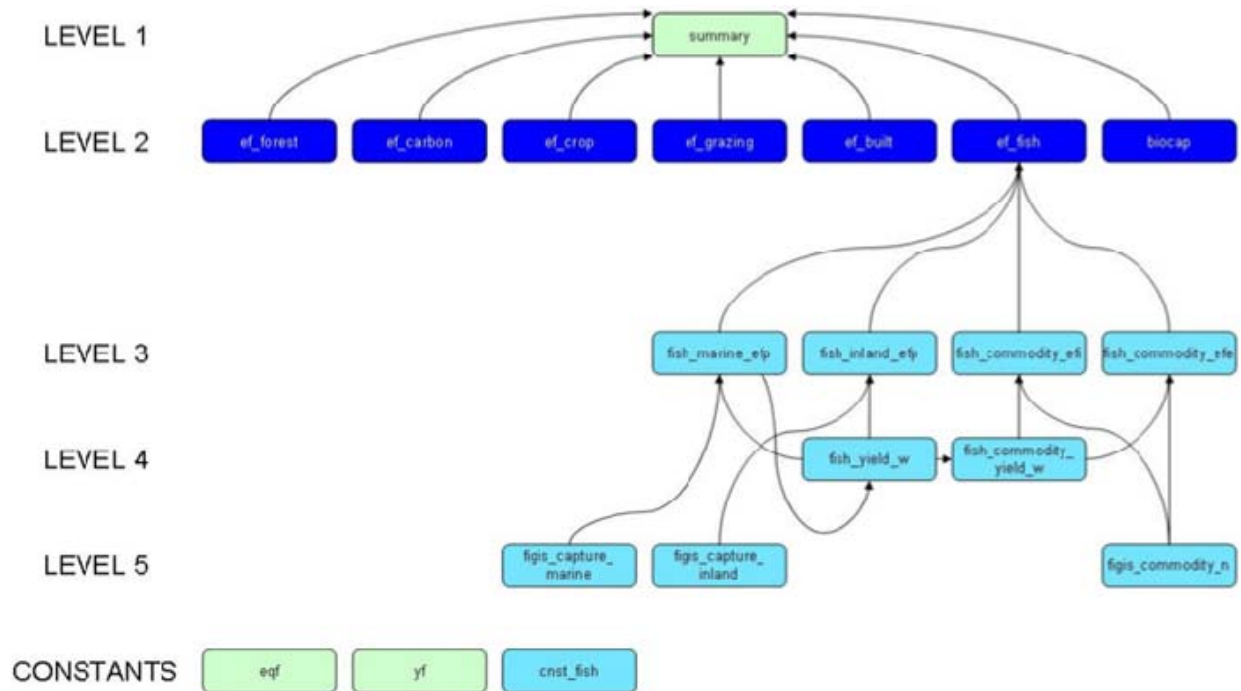 LEVEL 1
summary
LEVEL 2
ef_forest
ef_carbon
ef_crop
ef_grazing
ef_built
ef_fish
biocap
LEVEL 3
fish_marine_efp
fish_inland_efp
fish_commodity_efi
fish_commodity_efe
LEVEL 4
fish_yield_w
fish_commodity_
yield_w
LEVEL 5
figis_capture_
marine
figis_capture_
inland
figis_commodity_n
CONSTANTS
eqf
yf
cnst_fish